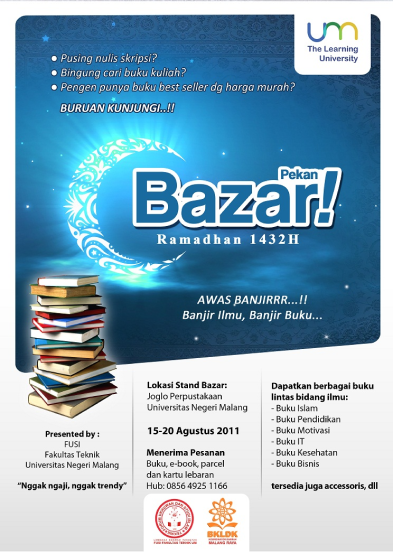 um
The Learning
University
• Pusing nulis skripsi?
• Bingung cari buku kuliah?
• Pengen punya buku best seller dg harga murah?
BURUAN KUNJUNGI..!!
Pekan
Bazar!
Ramadhan 1432H
AWAS BANJIRRR...!!
Banjir Ilmu, Banjir Buku...
Presented by :
FUSI
Fakultas Teknik
Universitas Negeri Malang
“Nggak ngaji, nggak trendy”
Lokasi Stand Bazar:
Joglo Perpustakaan
Universitas Negeri Malang
15-20 Agustus 2011
Menerima Pesanan
Buku, e-book, parcel
dan kartu lebaran
Hub: 0856 4925 1166
Dapatkan berbagai buku
lintas bidang ilmu:
- Buku Islam
- Buku Pendidikan
- Buku Motivasi
- Buku IT
- Buku Kesehatan
- Buku Bisnis
tersedia juga accessoris, dll
BKLDK
MALANG RAYA